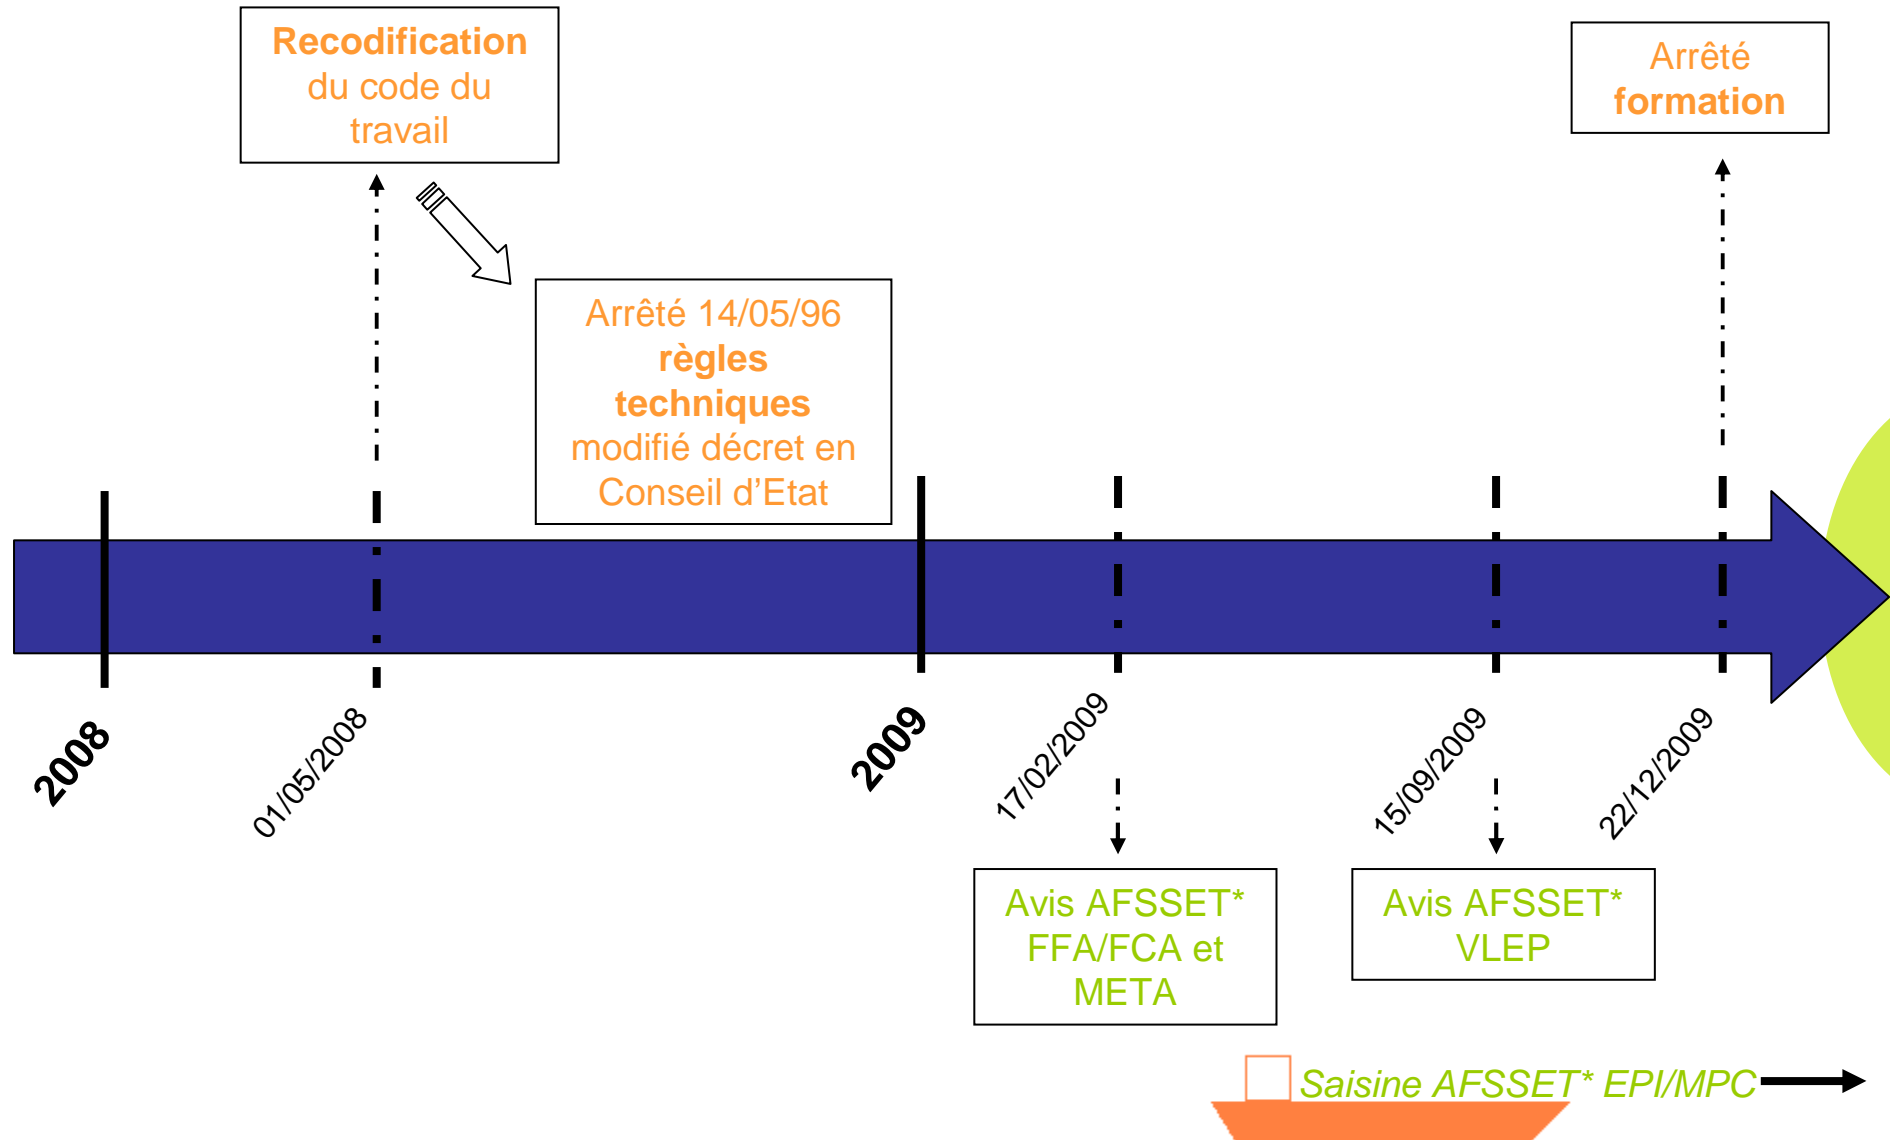 Recodification
du code du
travail
Arrêté
formation
Arrêté 14/05/96
règles
techniques
modifié décret en
Conseil d’Etat
2008
01/05/2008
2009
17/02/2009
15/09/2009
22/12/2009
Avis AFSSET*
FFA/FCA et
META
Avis AFSSET*
VLEP
Saisine AFSSET* EPI/MPC